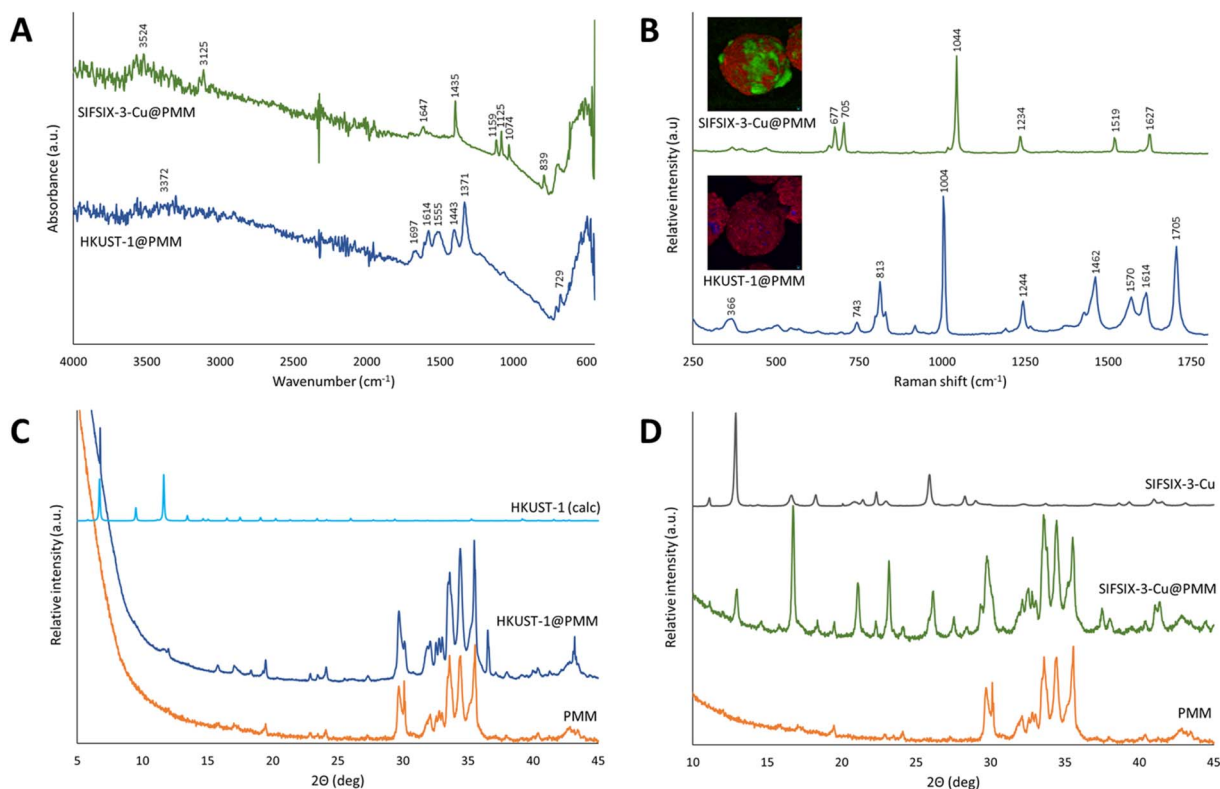 A
3524
3125
SIFSIX-3-Cu@PMM
1647
1435
1159
1125
1074
839
3372
HKUST-1@PMM
1697
1614
1555
1443
1371
729
Absorbance (a.u.)
4000 3500 3000 2500 2000 1500 1000
Wavenumber (cm⁻¹)
B
1044
SIFSIX-3-Cu@PMM
677
705
1234
1519
1627
1004
HKUST-1@PMM
366
743
813
1244
1462
1570
1614
1705
Relative intensity (a.u)
250 500 750 1000 1250 1500 1750
Raman shift (cm⁻¹)
C
HKUST-1 (calc)
HKUST-1@PMM
PMM
Relative intensity (a.u.)
5 10 15 20 25 30 35 40 45
2Θ (deg)
D
SIFSIX-3-Cu
SIFSIX-3-Cu@PMM
PMM
Relative intensity (a.u.)
10 15 20 25 30 35 40 45
2Θ (deg)